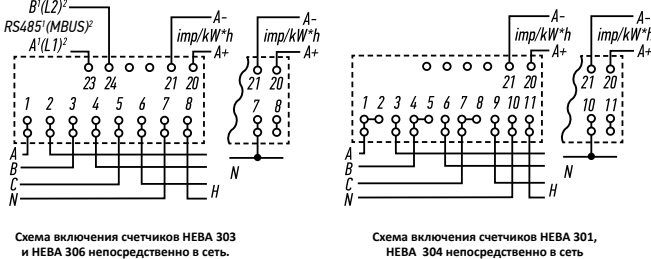 B¹(L2)²
RS485¹(MBUS)²
A¹(L1)²
A–
imp/kW*h
A+
23 24 21 20
1 2 3 4 5 6 7 8
A
B
C
N
H
A–
imp/kW*h
A+
21 20
7 8
N
Схема включения счетчиков НЕВА 303
и НЕВА 306 непосредственно в сеть.
A–
imp/kW*h
A+
21 20
1 2 3 4 5 6 7 8 9 10 11
A
B
C
N
H
A–
imp/kW*h
A+
21 20
10 11
N
Схема включения счетчиков НЕВА 301,
НЕВА 304 непосредственно в сеть